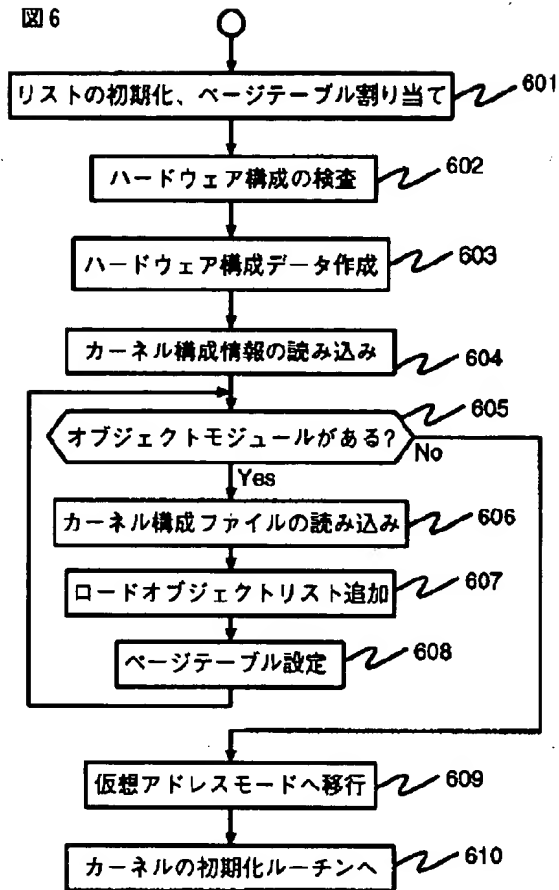 図6
リストの初期化、ページテーブル割り当て
601
ハードウェア構成の検査
602
ハードウェア構成データ作成
603
カーネル構成情報の読み込み
604
605
オブジェクトモジュールがある?
No
Yes
カーネル構成ファイルの読み込み
606
ロードオブジェクトリスト追加
607
ページテーブル設定
608
仮想アドレスモードへ移行
609
カーネルの初期化ルーチンへ
610